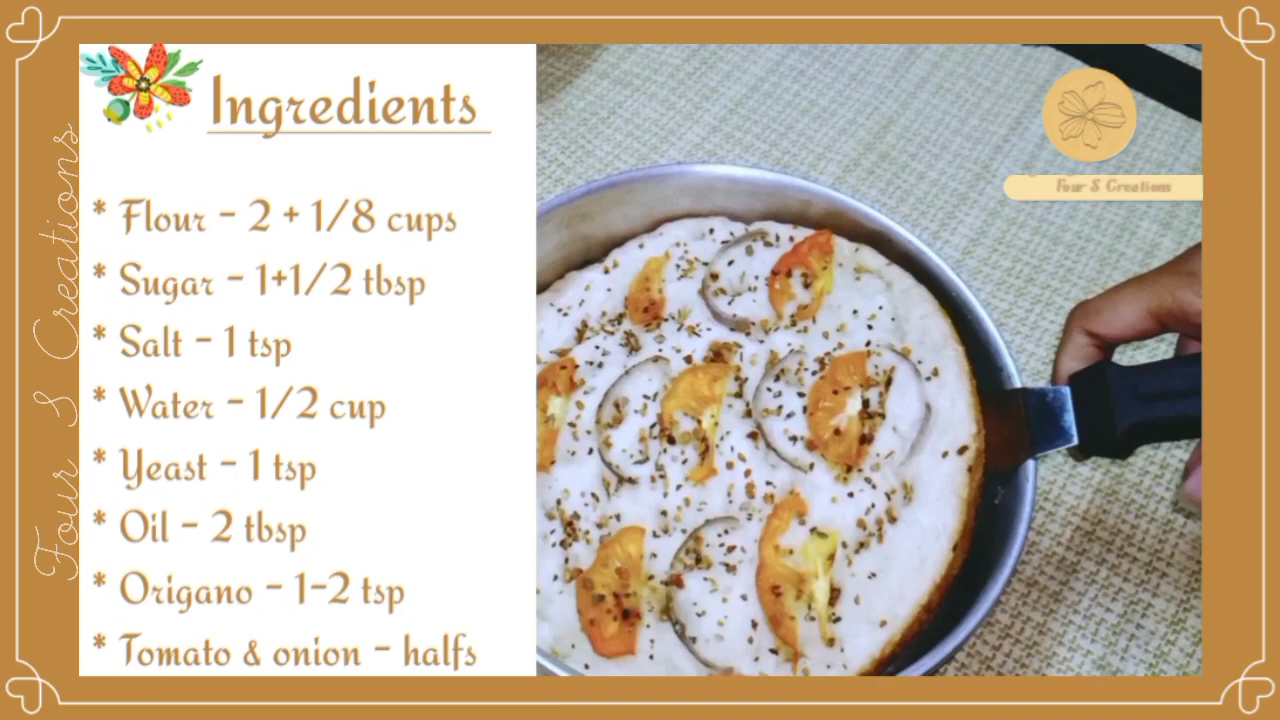 Ingredients
* Flour - 2 + 1/8 cups
* Sugar - 1+1/2 tbsp
* Salt - 1 tsp
* Water - 1/2 cup
* Yeast - 1 tsp
* Oil - 2 tbsp
* Origano - 1-2 tsp
* Tomato & onion - halfs
Four S Creations
Four S Creations